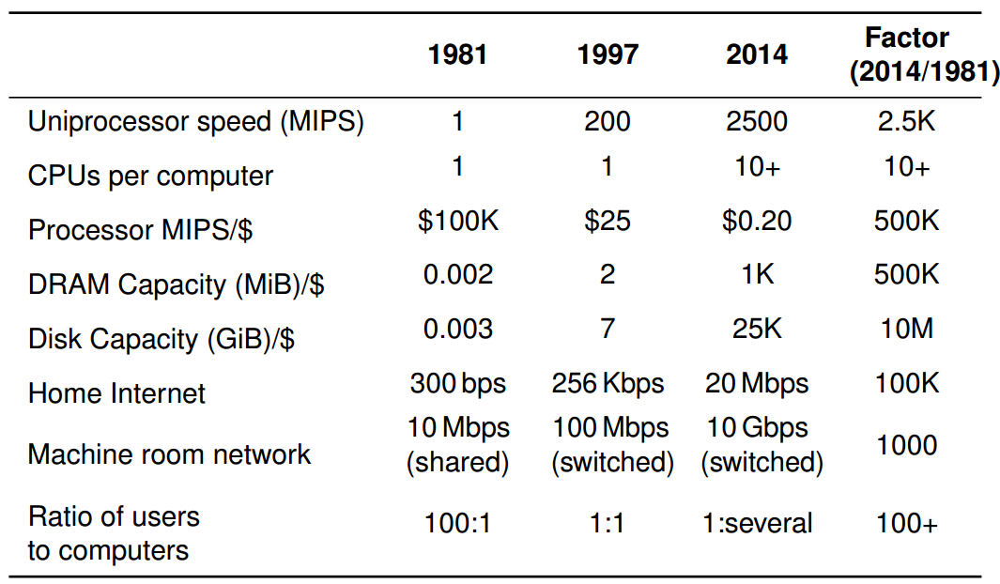 1981 1997 2014 Factor
(2014/1981)
Uniprocessor speed (MIPS) 1 200 2500 2.5K
CPUs per computer 1 1 10+ 10+
Processor MIPS/$ $100K $25 $0.20 500K
DRAM Capacity (MiB)/$ 0.002 2 1K 500K
Disk Capacity (GiB)/$ 0.003 7 25K 10M
Home Internet 300 bps 256 Kbps 20 Mbps 100K
Machine room network 10 Mbps 100 Mbps 10 Gbps 1000
(shared) (switched) (switched)
Ratio of users 100:1 1:1 1:several 100+
to computers